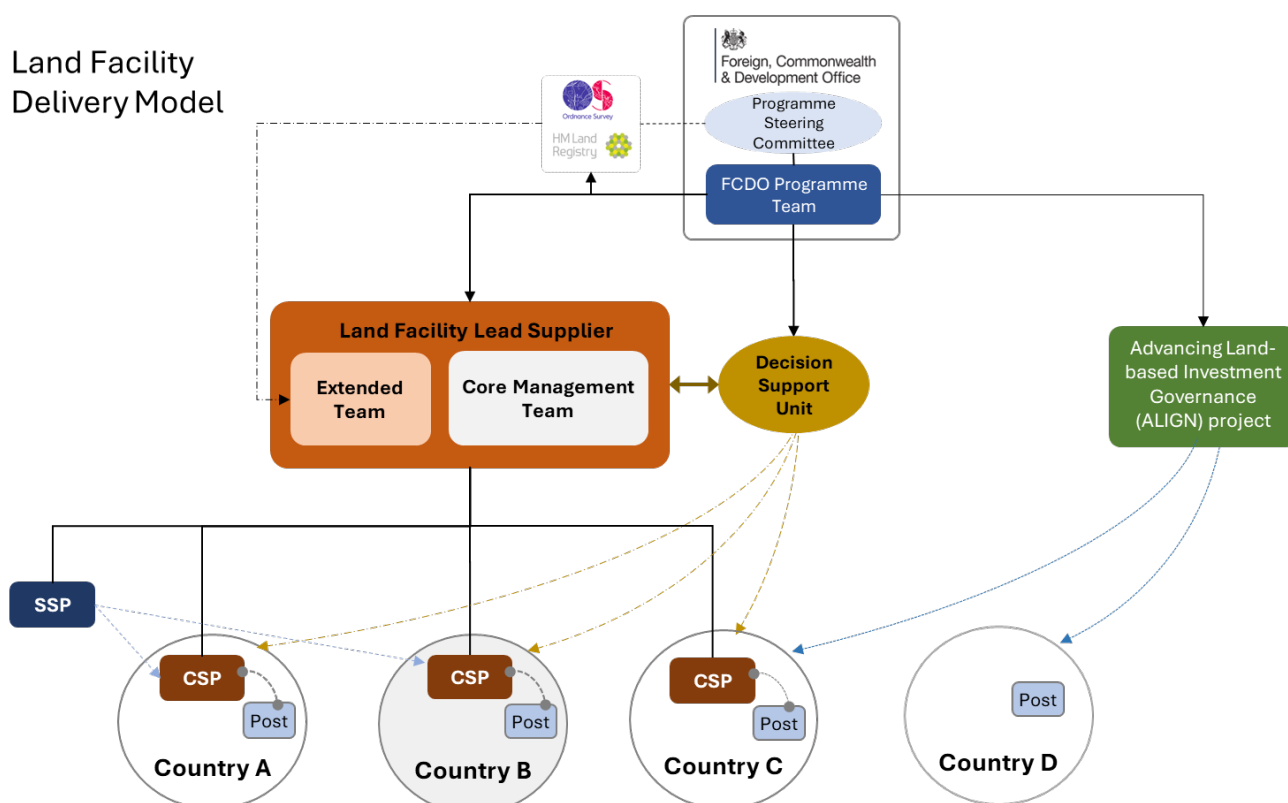 Land Facility
Delivery Model
Foreign, Commonwealth
& Development Office
Ordnance Survey
HM Land
Registry
Programme
Steering
Committee
FCDO Programme
Team
Land Facility Lead Supplier
Extended
Team
Core Management
Team
Decision
Support
Unit
Advancing Land-
based Investment
Governance
(ALIGN) project
SSP
CSP
Post
Country A
CSP
Post
Country B
CSP
Post
Country C
Post
Country D